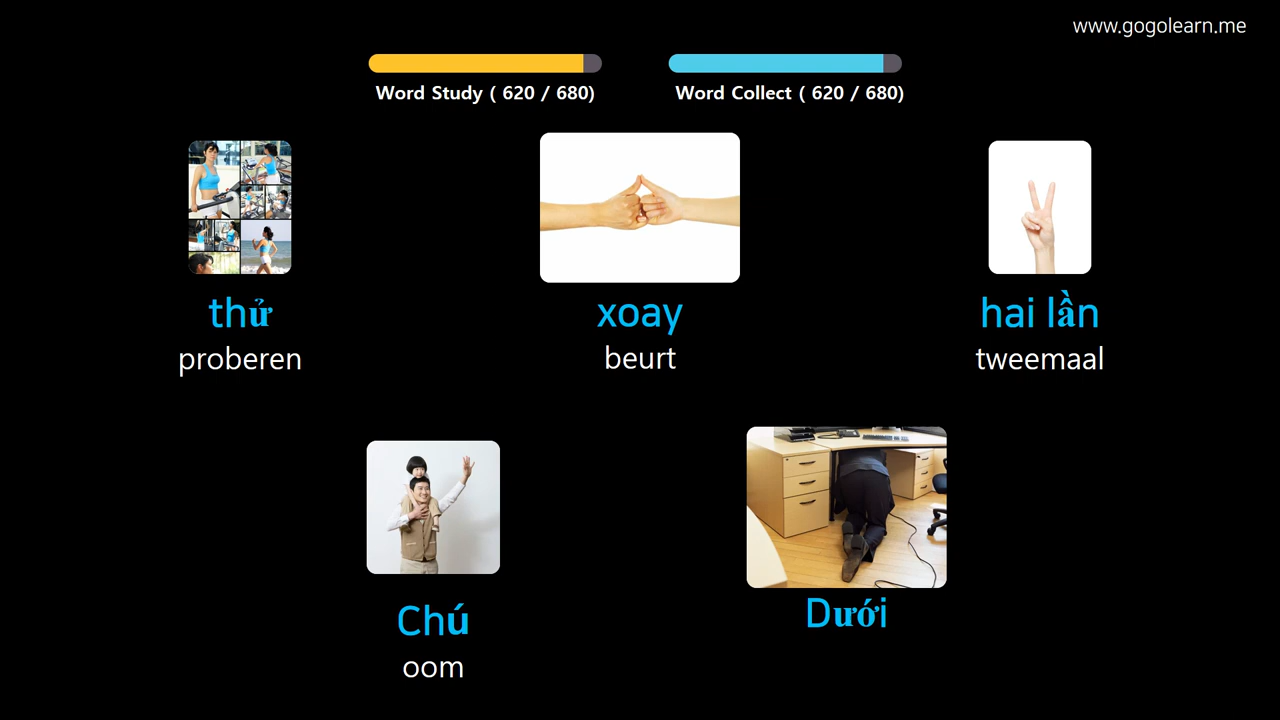 www.gogolearn.me
Word Study ( 620 / 680)
Word Collect ( 620 / 680)
thử
proberen
xoay
beurt
hai lần
tweemaal
Chú
oom
Dưới